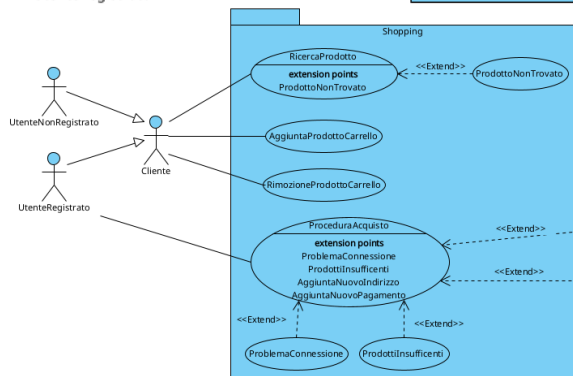 Shopping
RicercaProdotto
extension points
ProdottoNonTrovato
<<Extend>>
ProdottoNonTrovato
UtenteNonRegistrato
Cliente
AggiuntaProdottoCarrello
RimozioneProdottoCarrello
UtenteRegistrato
ProceduraAcquisto
extension points
ProblemaConnessione
ProdottiInsufficenti
AggiuntaNuovoIndirizzo
AggiuntaNuovoPagamento
<<Extend>>
<<Extend>>
<<Extend>>
<<Extend>>
ProblemaConnessione
ProdottiInsufficenti